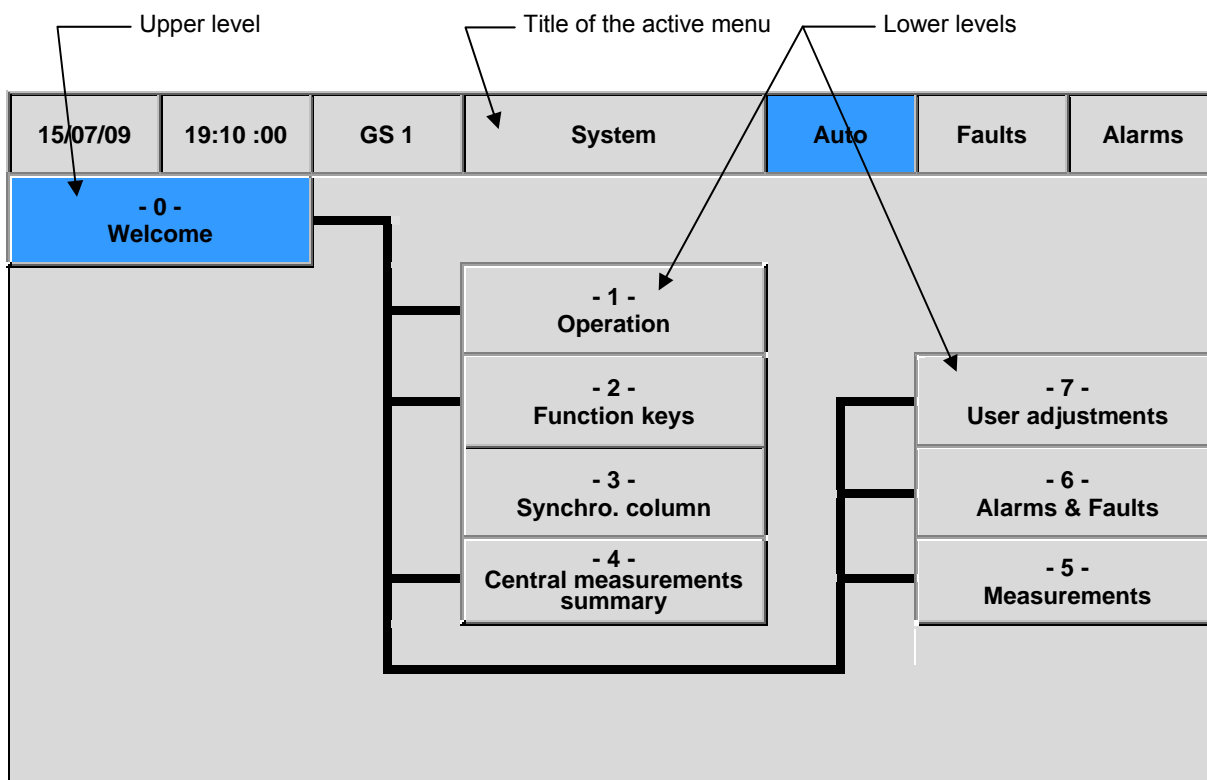 Upper level
Title of the active menu
Lower levels
15/07/09
19:10 :00
GS 1
System
Auto
Faults
Alarms
- 0 -
Welcome
- 1 -
Operation
- 2 -
Function keys
- 3 -
Synchro. column
- 4 -
Central measurements
summary
- 7 -
User adjustments
- 6 -
Alarms & Faults
- 5 -
Measurements